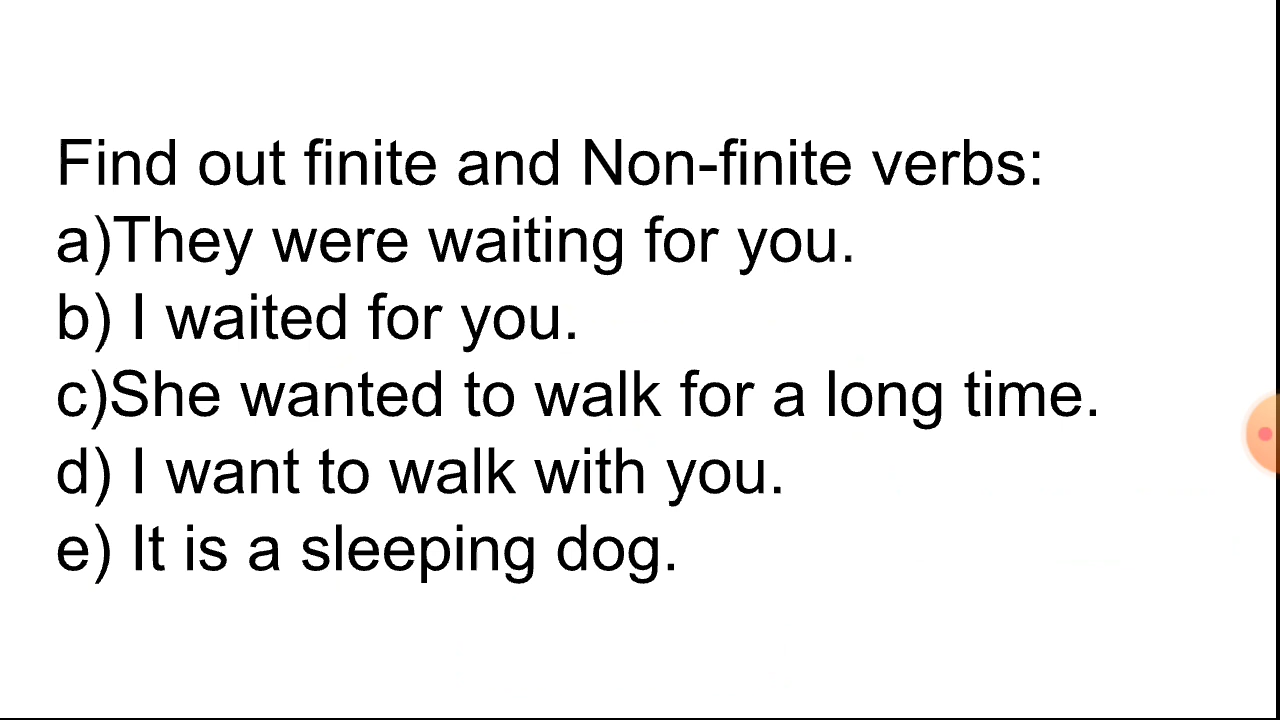 Find out finite and Non-finite verbs:
a)They were waiting for you.
b) I waited for you.
c)She wanted to walk for a long time.
d) I want to walk with you.
e) It is a sleeping dog.